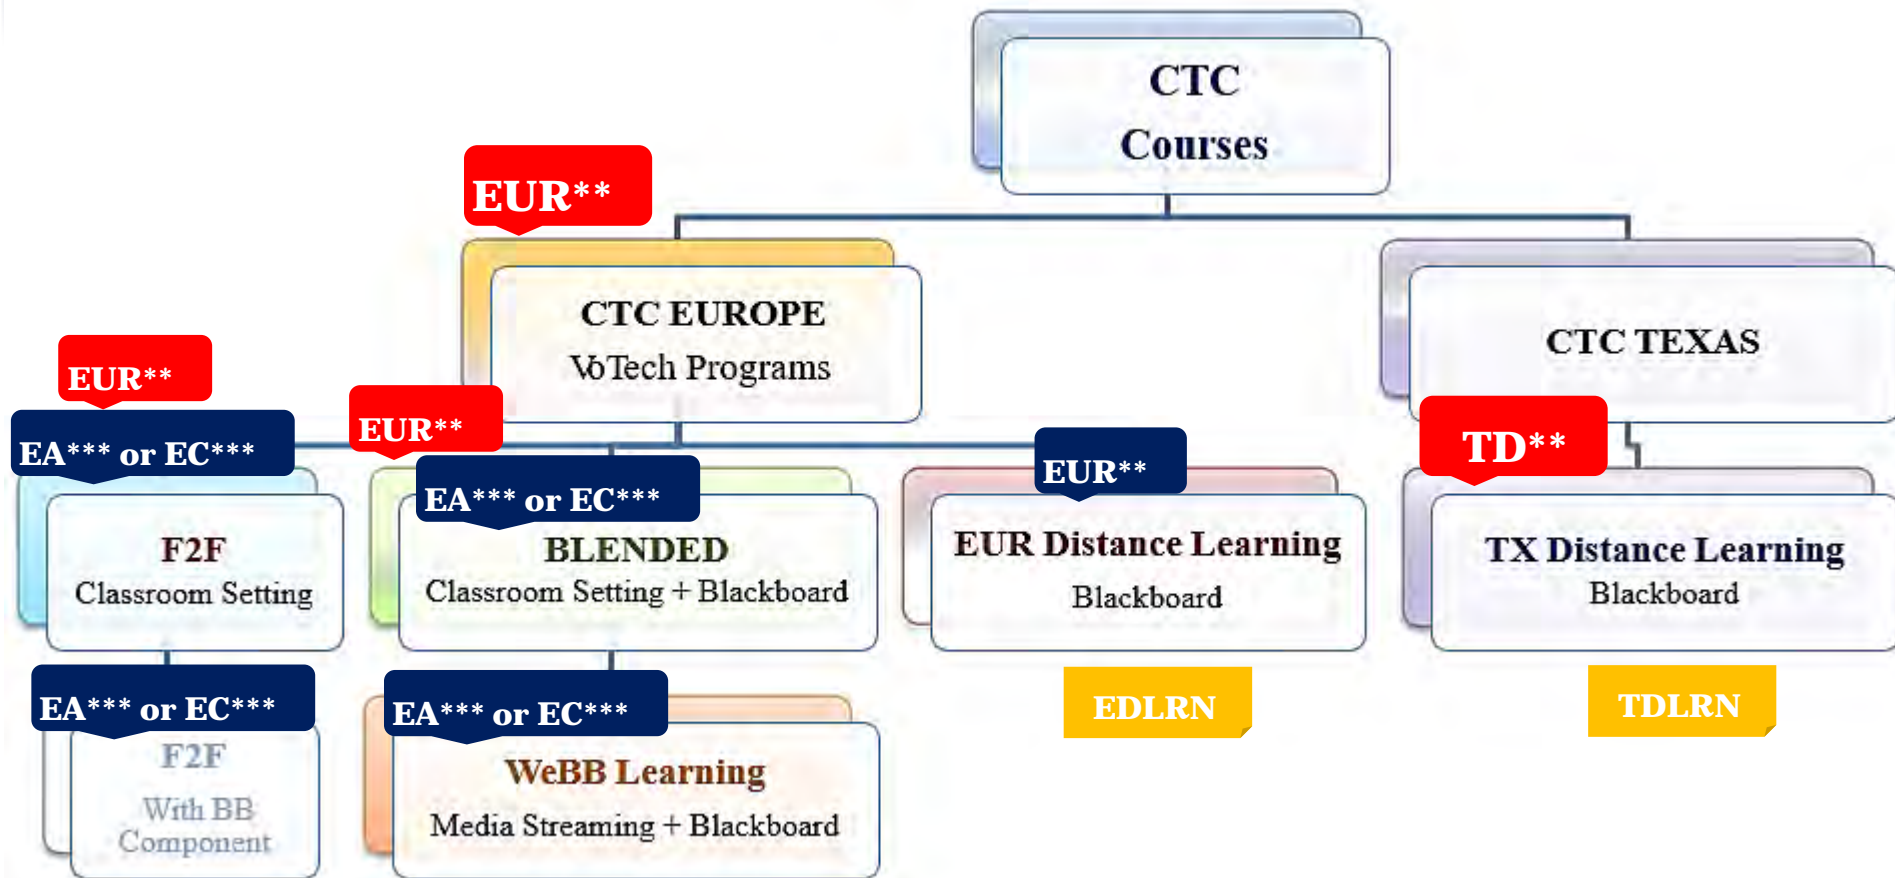 CTC
Courses
EUR**
CTC EUROPE
VoTech Programs
CTC TEXAS
EUR**
EA*** or EC***
F2F
Classroom Setting
EUR**
EA*** or EC***
BLENDED
Classroom Setting + Blackboard
EUR**
EUR Distance Learning
Blackboard
TD**
TX Distance Learning
Blackboard
EA*** or EC***
F2F
With BB
Component
EA*** or EC***
WeBB Learning
Media Streaming + Blackboard
EDLRN
TDLRN